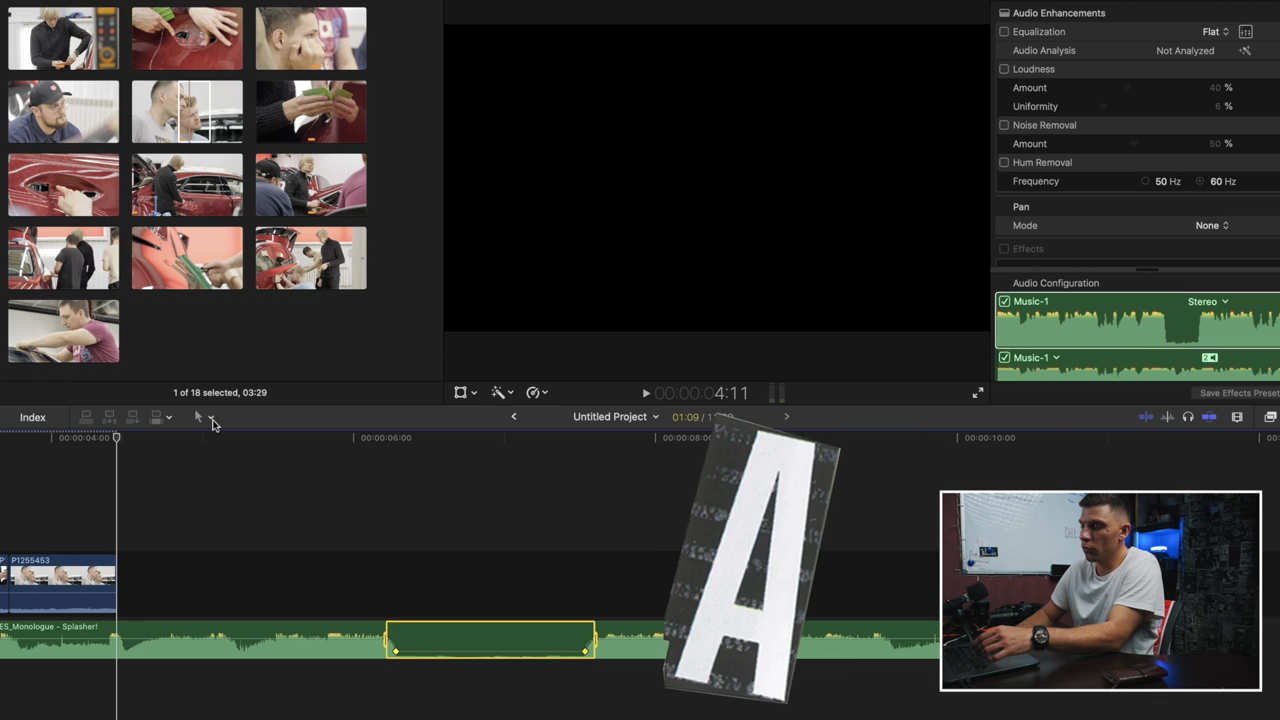 Audio Enhancements
Equalization Flat
Audio Analysis Not Analyzed
Loudness
Amount 40 %
Uniformity 6 %
Noise Removal
Amount 50 %
Hum Removal
Frequency 50 Hz 60 Hz
Pan
Mode None
Effects
Audio Configuration
Music-1 Stereo
Music-1 2
Save Effects Preset
1 of 18 selected, 03:29
00:00:00:04:11
Index
Untitled Project
01:09 /
00:00:04:00
00:00:06:00
00:00:08:00
00:00:10:00
P1255453
ES_Monologue - Splasher!
A